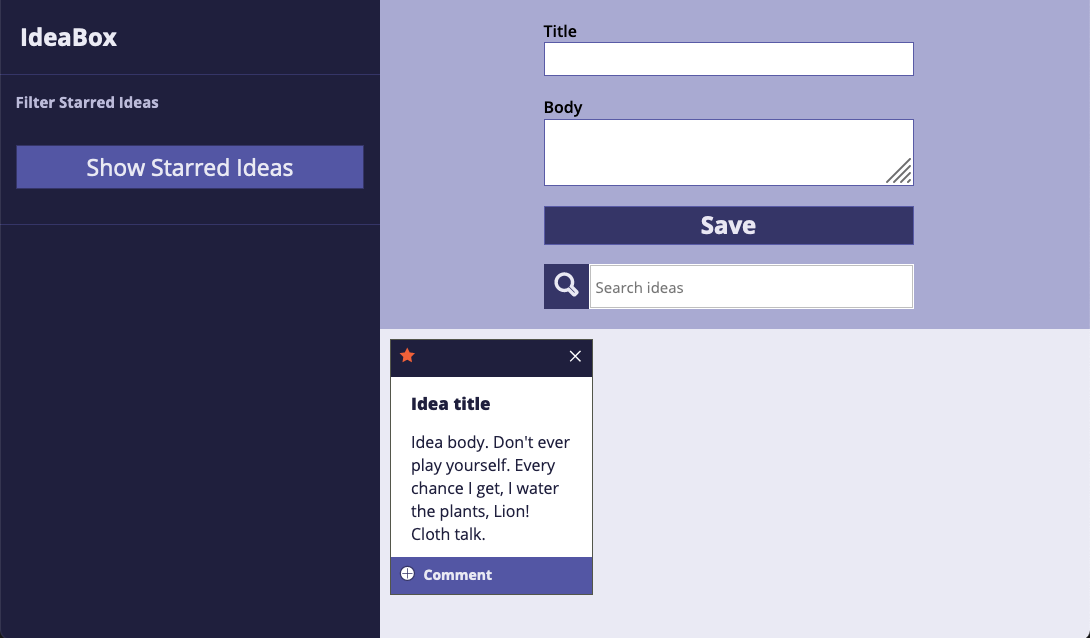 IdeaBox
Filter Starred Ideas
Show Starred Ideas
Title
Body
Save
Search ideas
Idea title
Idea body. Don't ever
play yourself. Every
chance I get, I water
the plants, Lion!
Cloth talk.
Comment